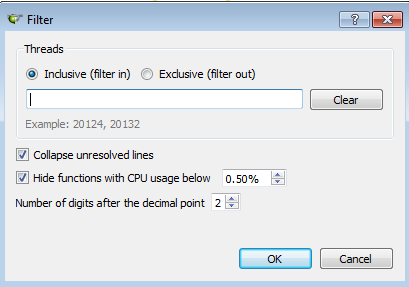 Filter
Threads
Inclusive (filter in) Exclusive (filter out)
Clear
Example: 20124, 20132
Collapse unresolved lines
Hide functions with CPU usage below 0.50%
Number of digits after the decimal point 2
OK Cancel